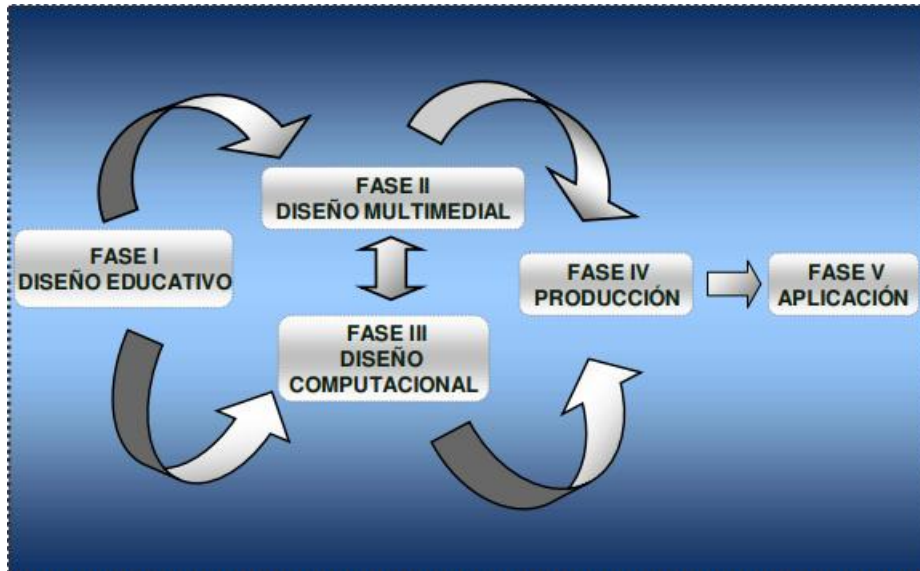 FASE I
DISEÑO EDUCATIVO
FASE II
DISEÑO MULTIMEDIAL
FASE III
DISEÑO
COMPUTACIONAL
FASE IV
PRODUCCIÓN
FASE V
APLICACIÓN